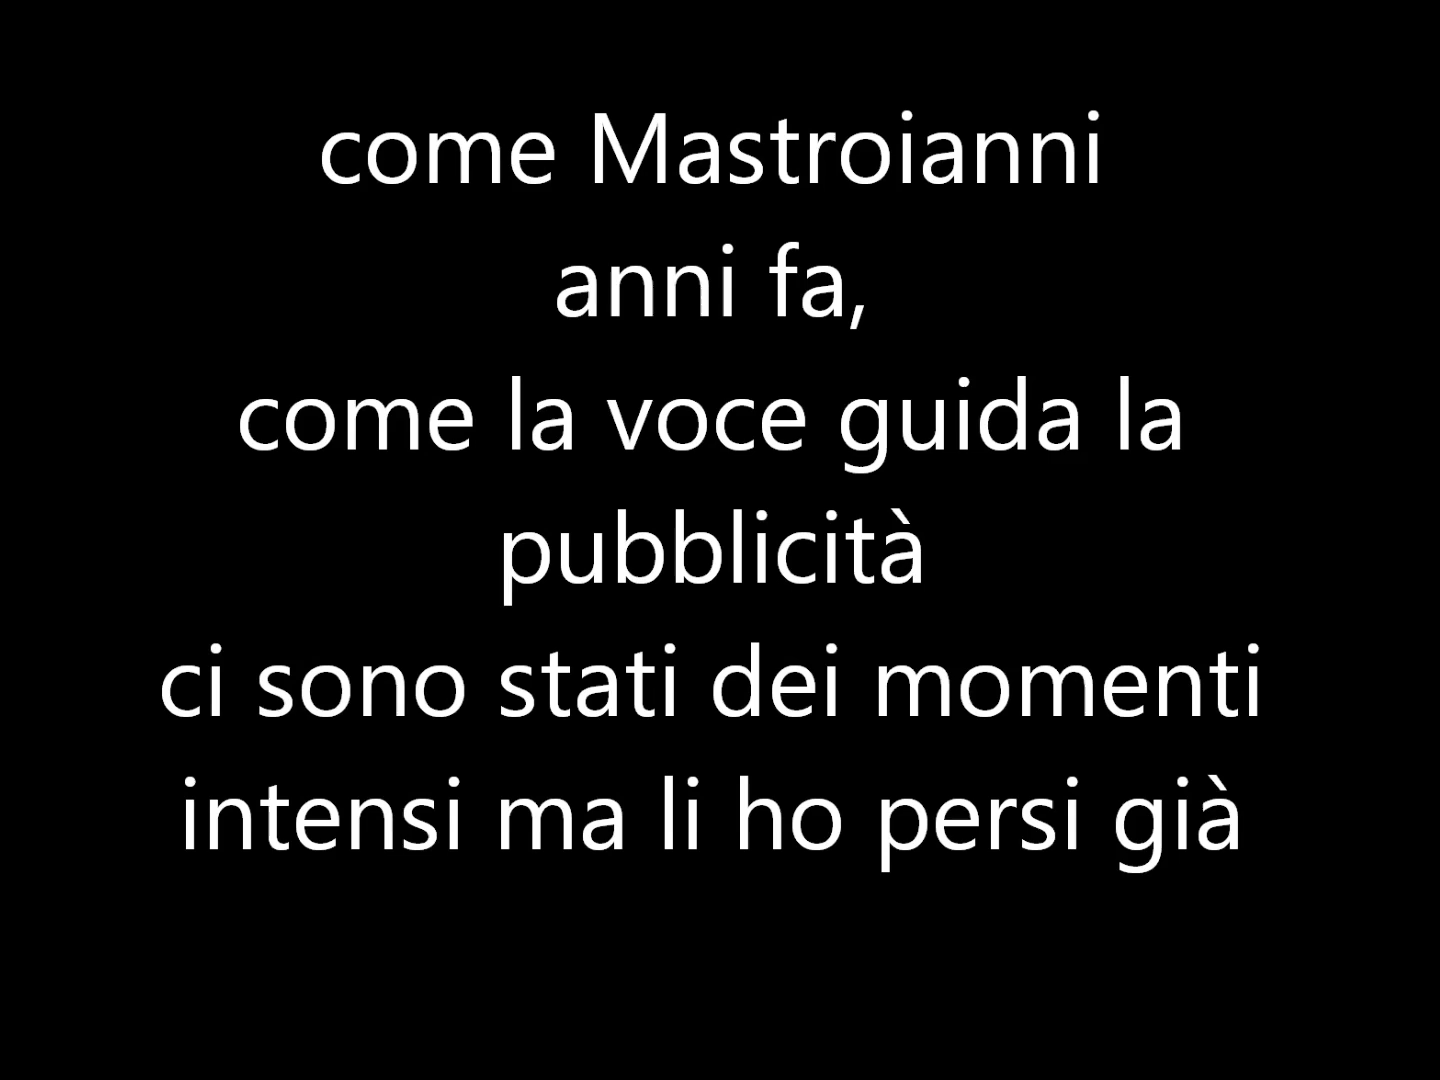 come Mastroianni
anni fa,
come la voce guida la
pubblicità
ci sono stati dei momenti
intensi ma li ho persi già